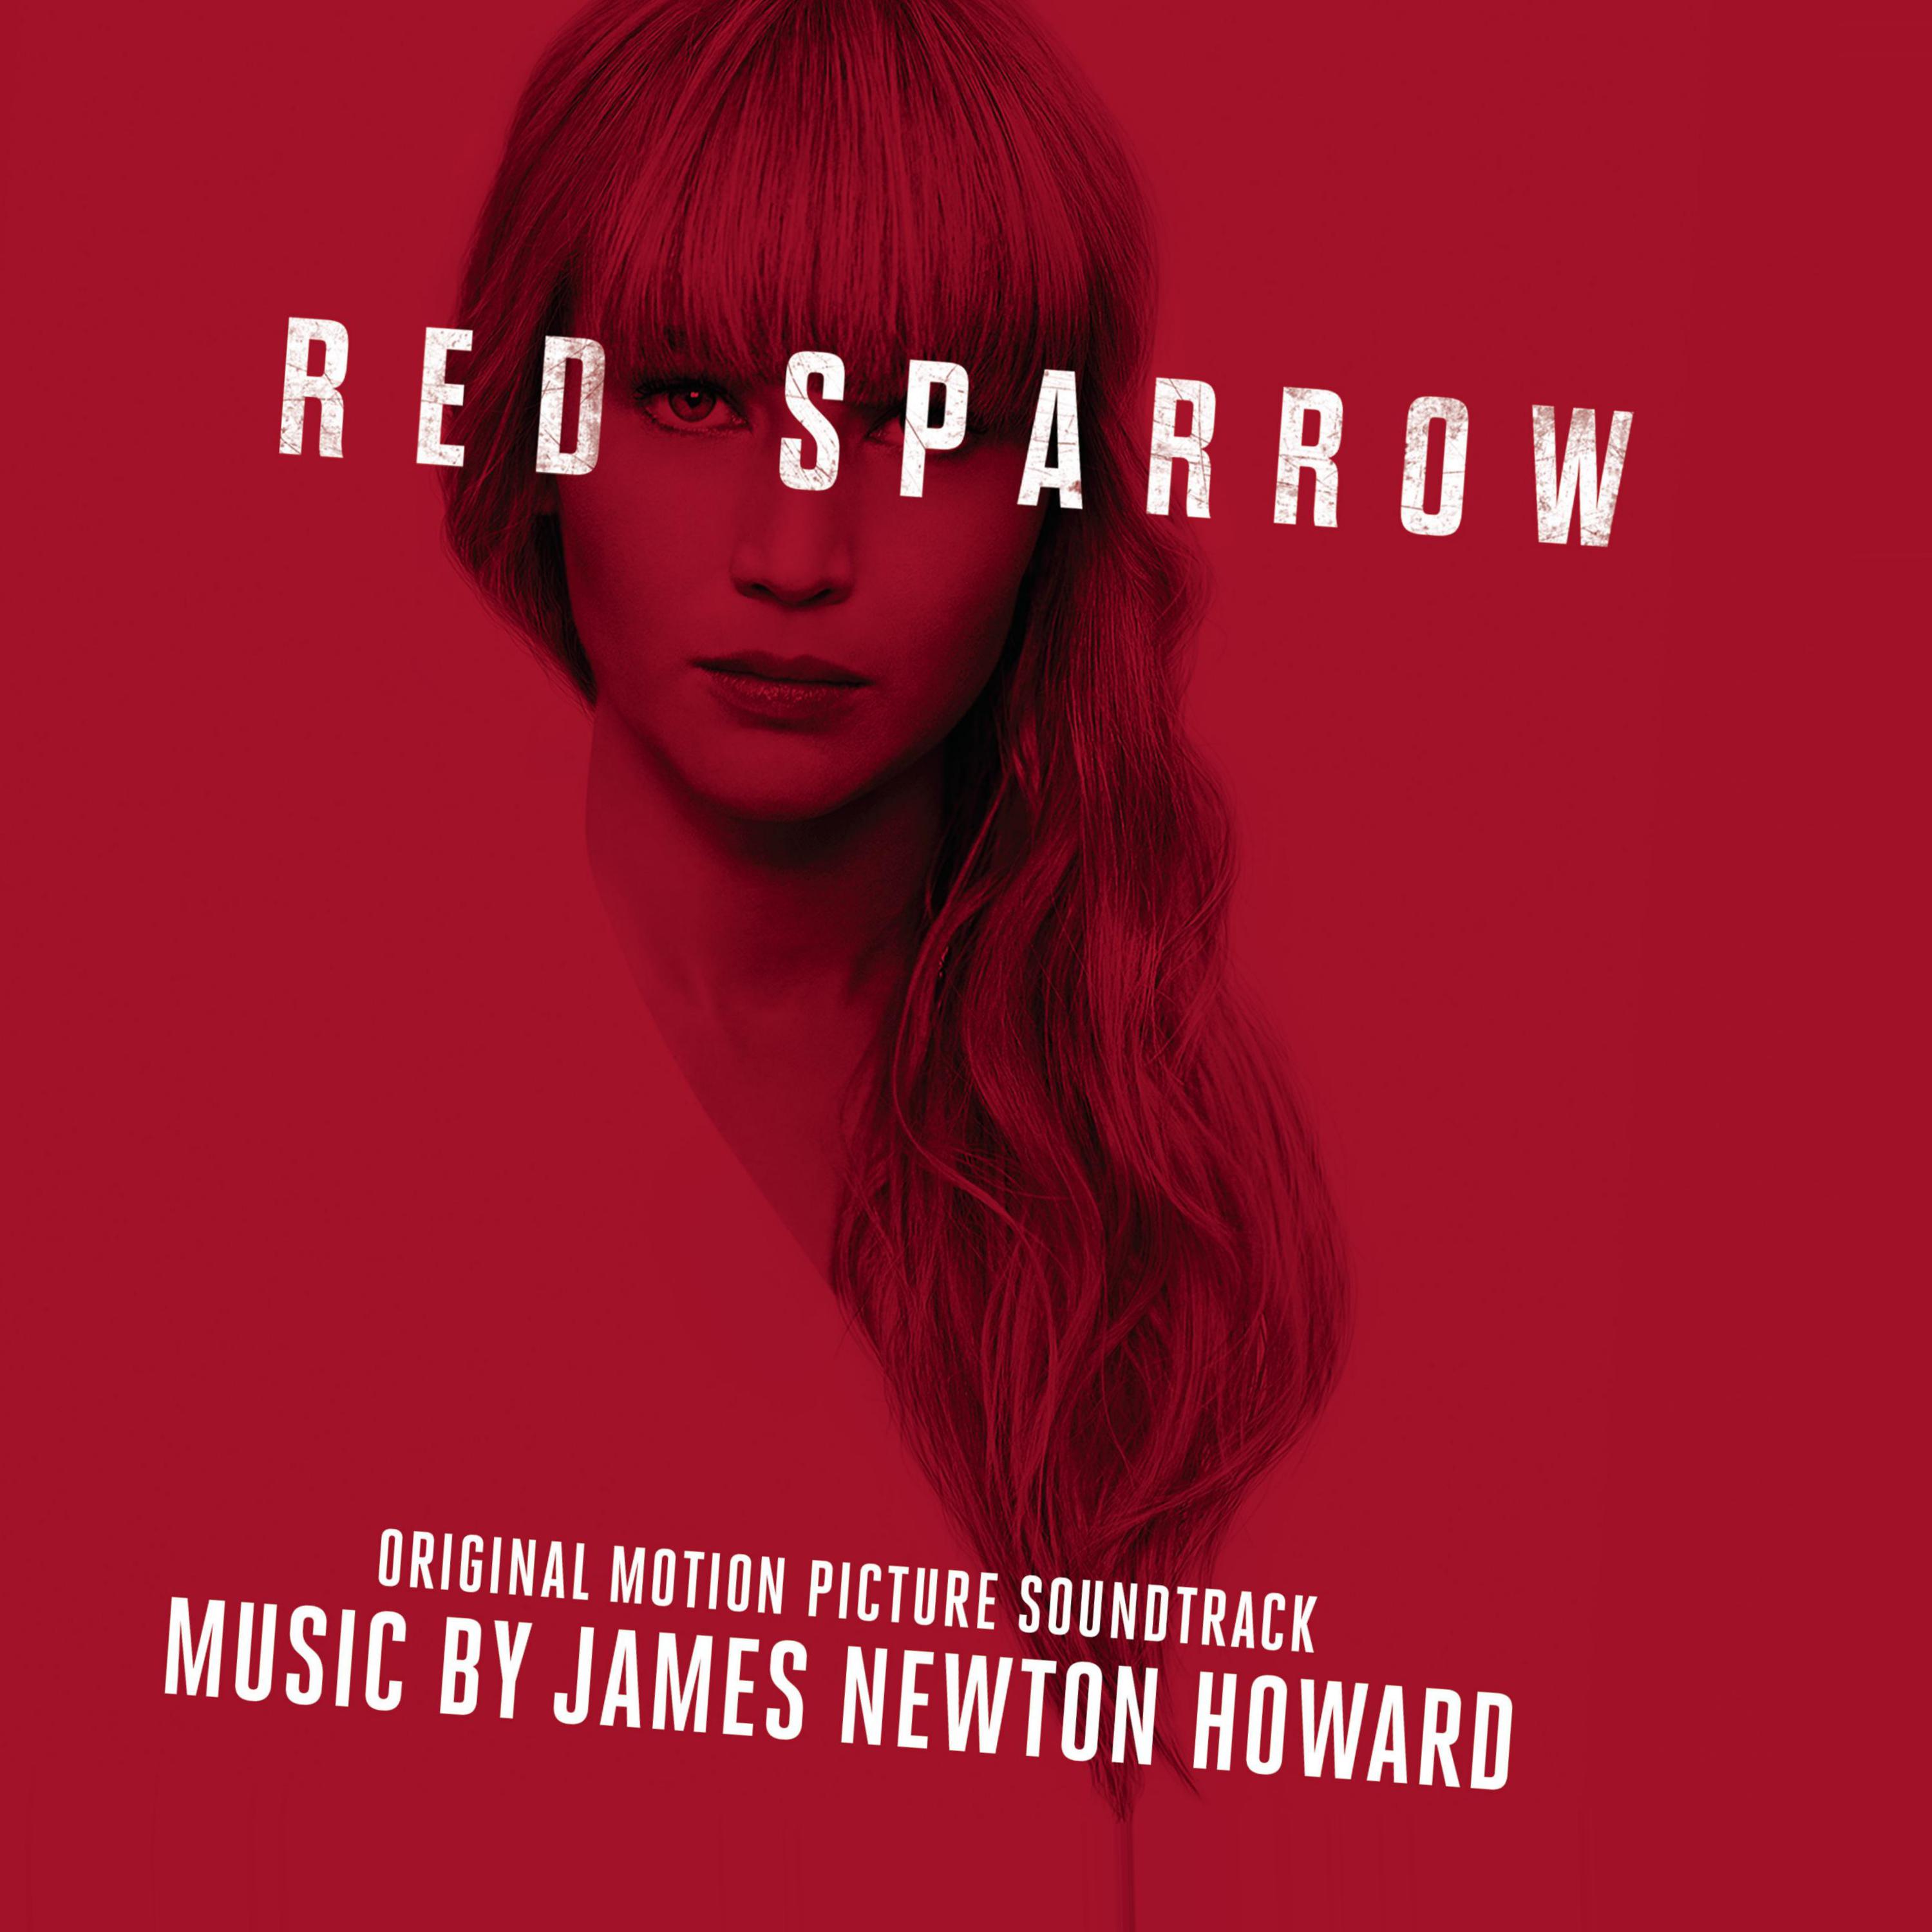 RED SPARROW
ORIGINAL MOTION PICTURE SOUNDTRACK
MUSIC BY JAMES NEWTON HOWARD